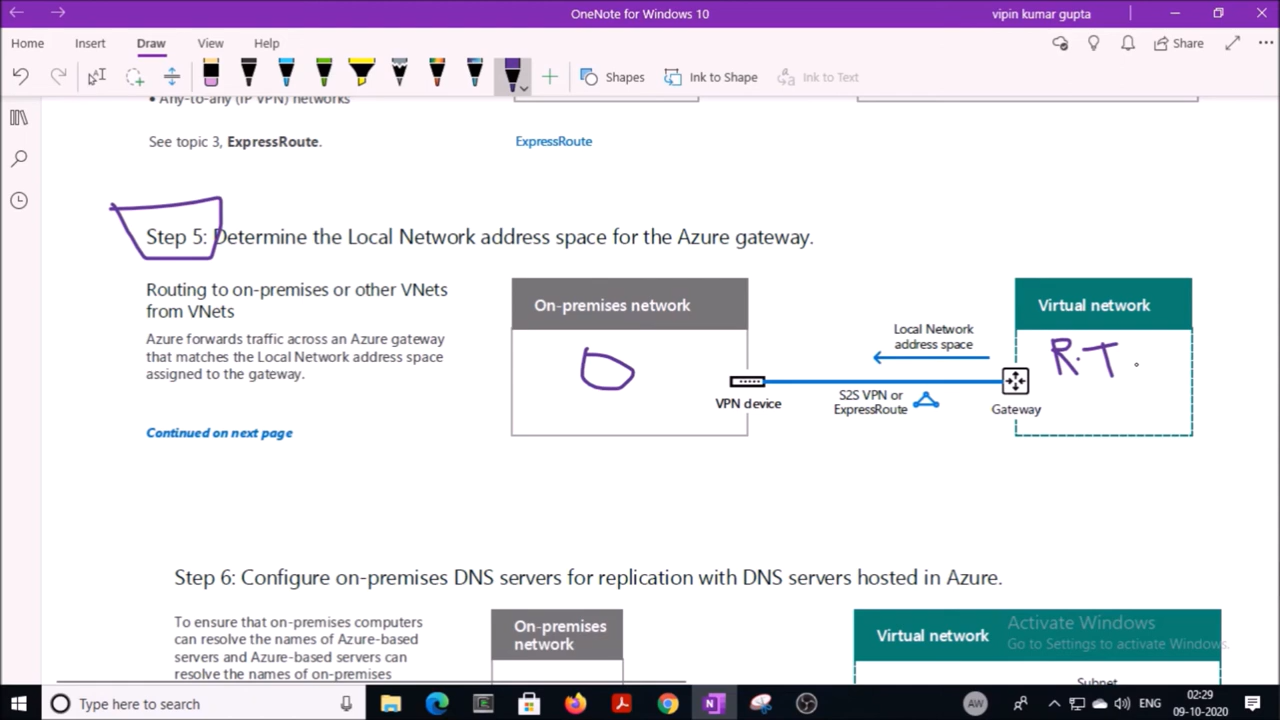 OneNote for Windows 10
vipin kumar gupta
Home
Insert
Draw
View
Help
Share
Shapes
Ink to Shape
Ink to Text
• Any-to-any (IP VPN) networks
See topic 3, ExpressRoute.
ExpressRoute
Step 5: Determine the Local Network address space for the Azure gateway.
Routing to on-premises or other VNets
from VNets
Azure forwards traffic across an Azure gateway
that matches the Local Network address space
assigned to the gateway.
Continued on next page
On-premises network
VPN device
Local Network
address space
S2S VPN or
ExpressRoute
Gateway
Virtual network
R.T
Step 6: Configure on-premises DNS servers for replication with DNS servers hosted in Azure.
To ensure that on-premises computers
can resolve the names of Azure-based
servers and Azure-based servers can
resolve the names of on-premises
On-premises
network
Virtual network
Subnet
Activate Windows
Go to Settings to activate Windows.
Type here to search
AW
ENG
02:29
09-10-2020